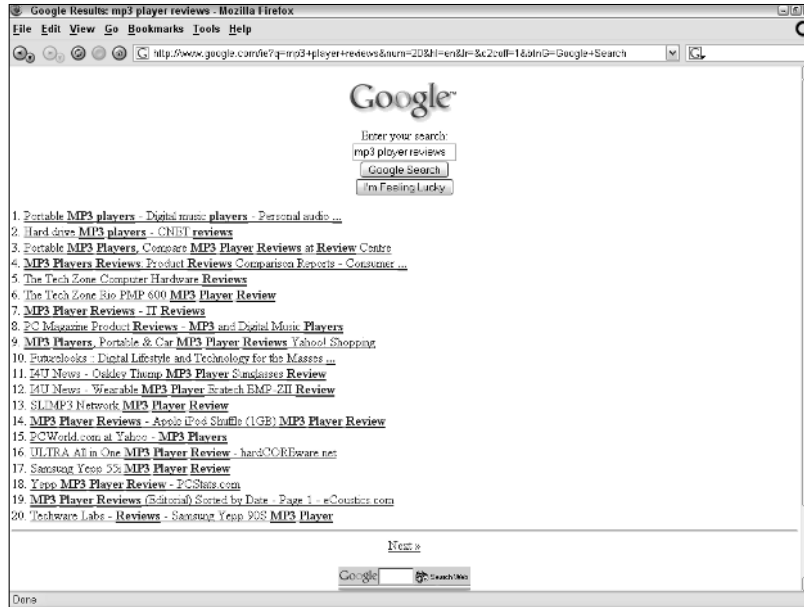 Google Results: mp3 player reviews - Mozilla Firefox
File Edit View Go Bookmarks Tools Help
http://www.google.com/ie?q=mp3+player+reviews&num=20&hl=en&lr=&c2coff=1&btnG=Google+Search
Google™
Enter your search:
mp3 player reviews
Google Search
I'm Feeling Lucky
1. Portable MP3 players - Digital music players - Personal audio ...
2. Hard drive MP3 players - CNET reviews
3. Portable MP3 Players, Compare MP3 Player Reviews at Review Centre
4. MP3 Players Reviews: Product Reviews Comparison Reports - Consumer ...
5. The Tech Zone Computer Hardware Reviews
6. The Tech Zone Rio PMP 600 MP3 Player Review
7. MP3 Player Reviews - IT Reviews
8. PC Magazine Product Reviews - MP3 and Digital Music Players
9. MP3 Players, Portable & Car MP3 Player Reviews Yahoo! Shopping
10. Futurelooks :: Digital Lifestyle and Technology for the Masses ...
11. I4U News - Oakley Thump MP3 Player Sunglasses Review
12. I4U News - Wearable MP3 Player Eratech EMP-ZII Review
13. SLIMP3 Network MP3 Player Review
14. MP3 Player Reviews - Apple iPod Shuffle (1GB) MP3 Player Review
15. PCWorld.com at Yahoo - MP3 Players
16. ULTRA All in One MP3 Player Review - hardCOREware.net
17. Samsung Yepp 55i MP3 Player Review
18. Yepp MP3 Player Review - PCStats.com
19. MP3 Player Reviews (Editorial) Sorted by Date - Page 1 - eCoustics.com
20. Techware Labs - Reviews - Samsung Yepp 90S MP3 Player
Next »
Google Search Web
Done